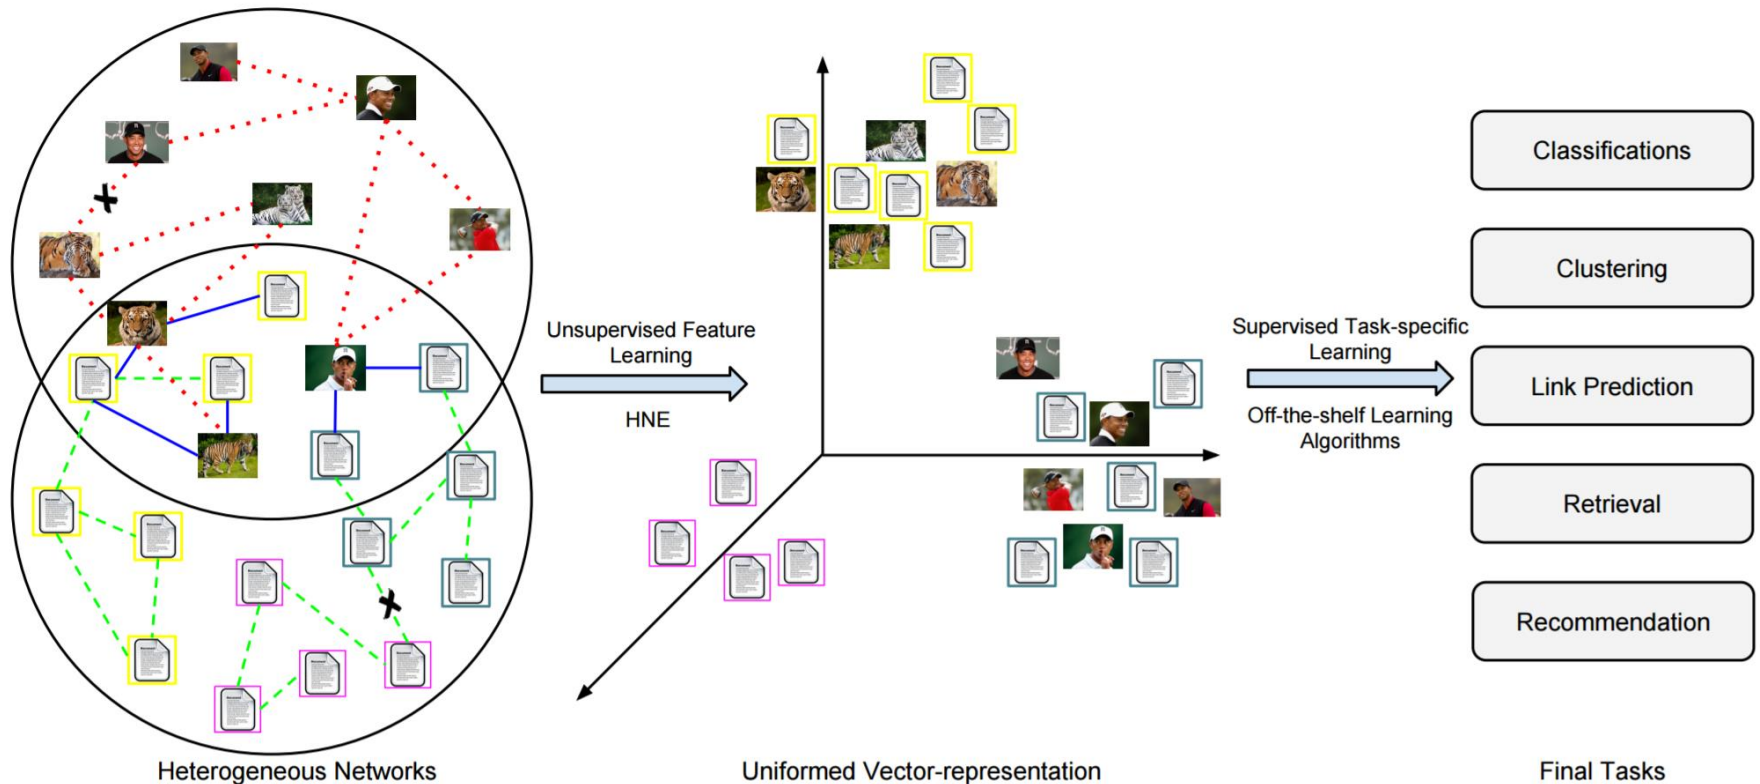 Unsupervised Feature
Learning
HNE
Supervised Task-specific
Learning
Off-the-shelf Learning
Algorithms
Classifications
Clustering
Link Prediction
Retrieval
Recommendation
Heterogeneous Networks
Uniformed Vector-representation
Final Tasks